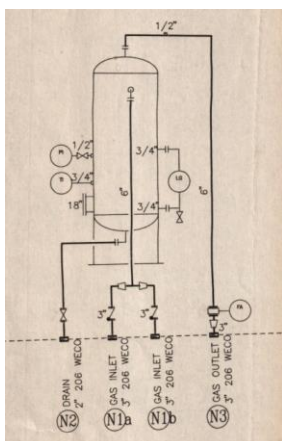 1/2"
1/2"
3/4"
18"
6"
3/4"
3/4"
6"
3"
3"
3"
DRAIN
2" 206 WECO
N2
GAS INLET
3" 206 WECO
N1a
GAS INLET
3" 206 WECO
N1b
GAS OUTLET
3" 206 WECO
N3